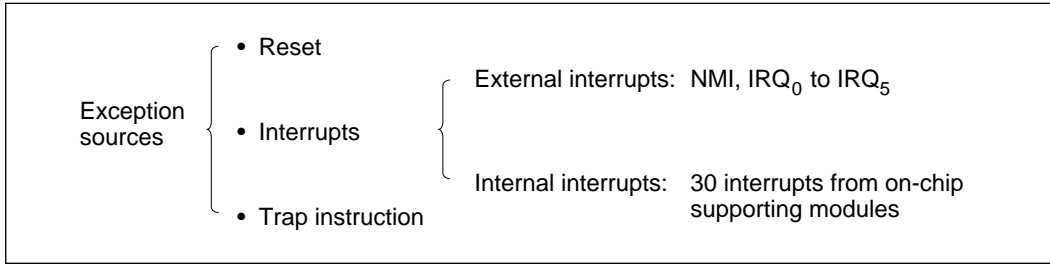 Exception
sources
• Reset
• Interrupts
• Trap instruction
External interrupts: NMI, IRQ0 to IRQ5
Internal interrupts: 30 interrupts from on-chip
supporting modules